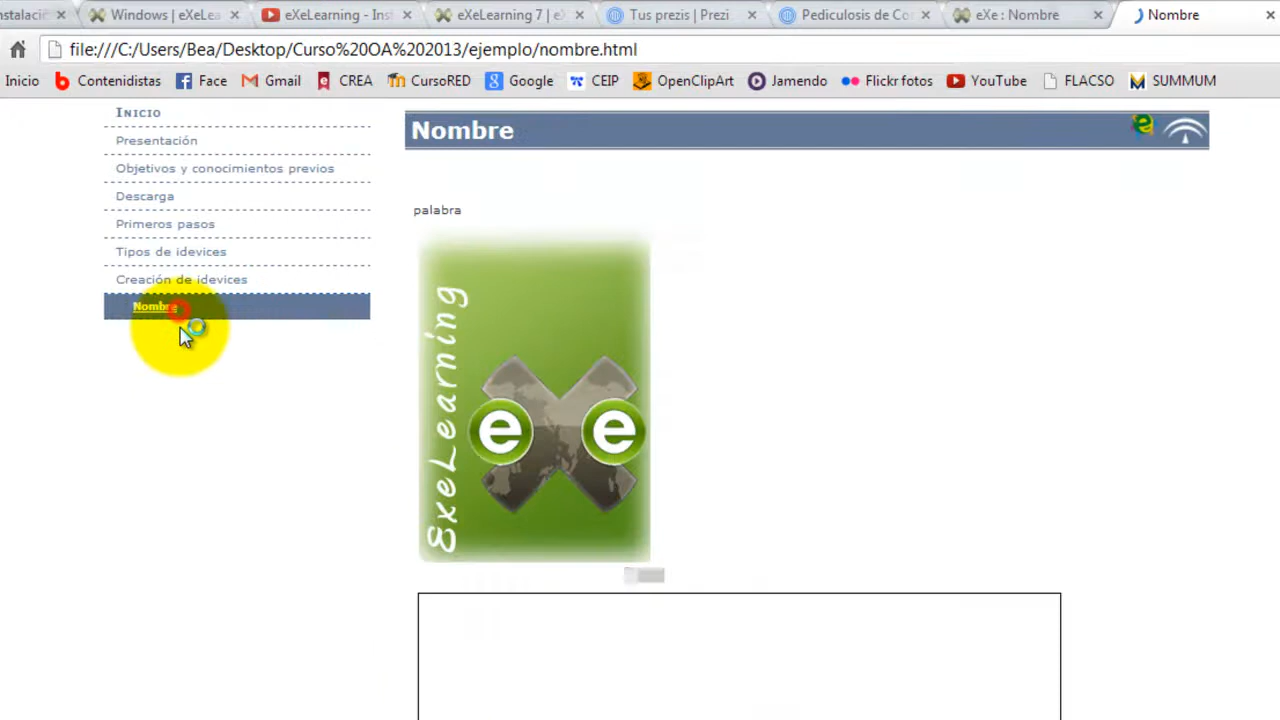 nstalacio
Windows | eXeLea
eXeLearning - Ins
eXeLearning 7 | e
Tus prezis | Prezi
Pediculosis de Co
eXe : Nombre
Nombre
file:///C:/Users/Bea/Desktop/Curso%20OA%202013/ejemplo/nombre.html
Inicio
Contenidistas
Face
Gmail
CREA
CursoRED
Google
CEIP
OpenClipArt
Jamendo
Flickr fotos
YouTube
FLACSO
SUMMUM
INICIO
Presentación
Objetivos y conocimientos previos
Descarga
Primeros pasos
Tipos de idevices
Creación de idevices
Nombre
Nombre
palabra
ExeLearning
e X e